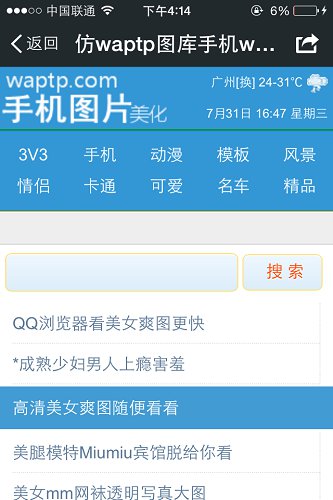 中国联通 下午4:14 6%
返回 仿waptp图库手机w...
waptp.com
手机图片美化
广州[换] 24-31℃
7月31日 16:47 星期三
3V3 手机 动漫 模板 风景
情侣 卡通 可爱 名车 精品
搜 索
QQ浏览器看美女爽图更快
*成熟少妇男人上瘾害羞
高清美女爽图随便看看
美腿模特Miumiu宾馆脱给你看
美女mm网袜透明写真大图